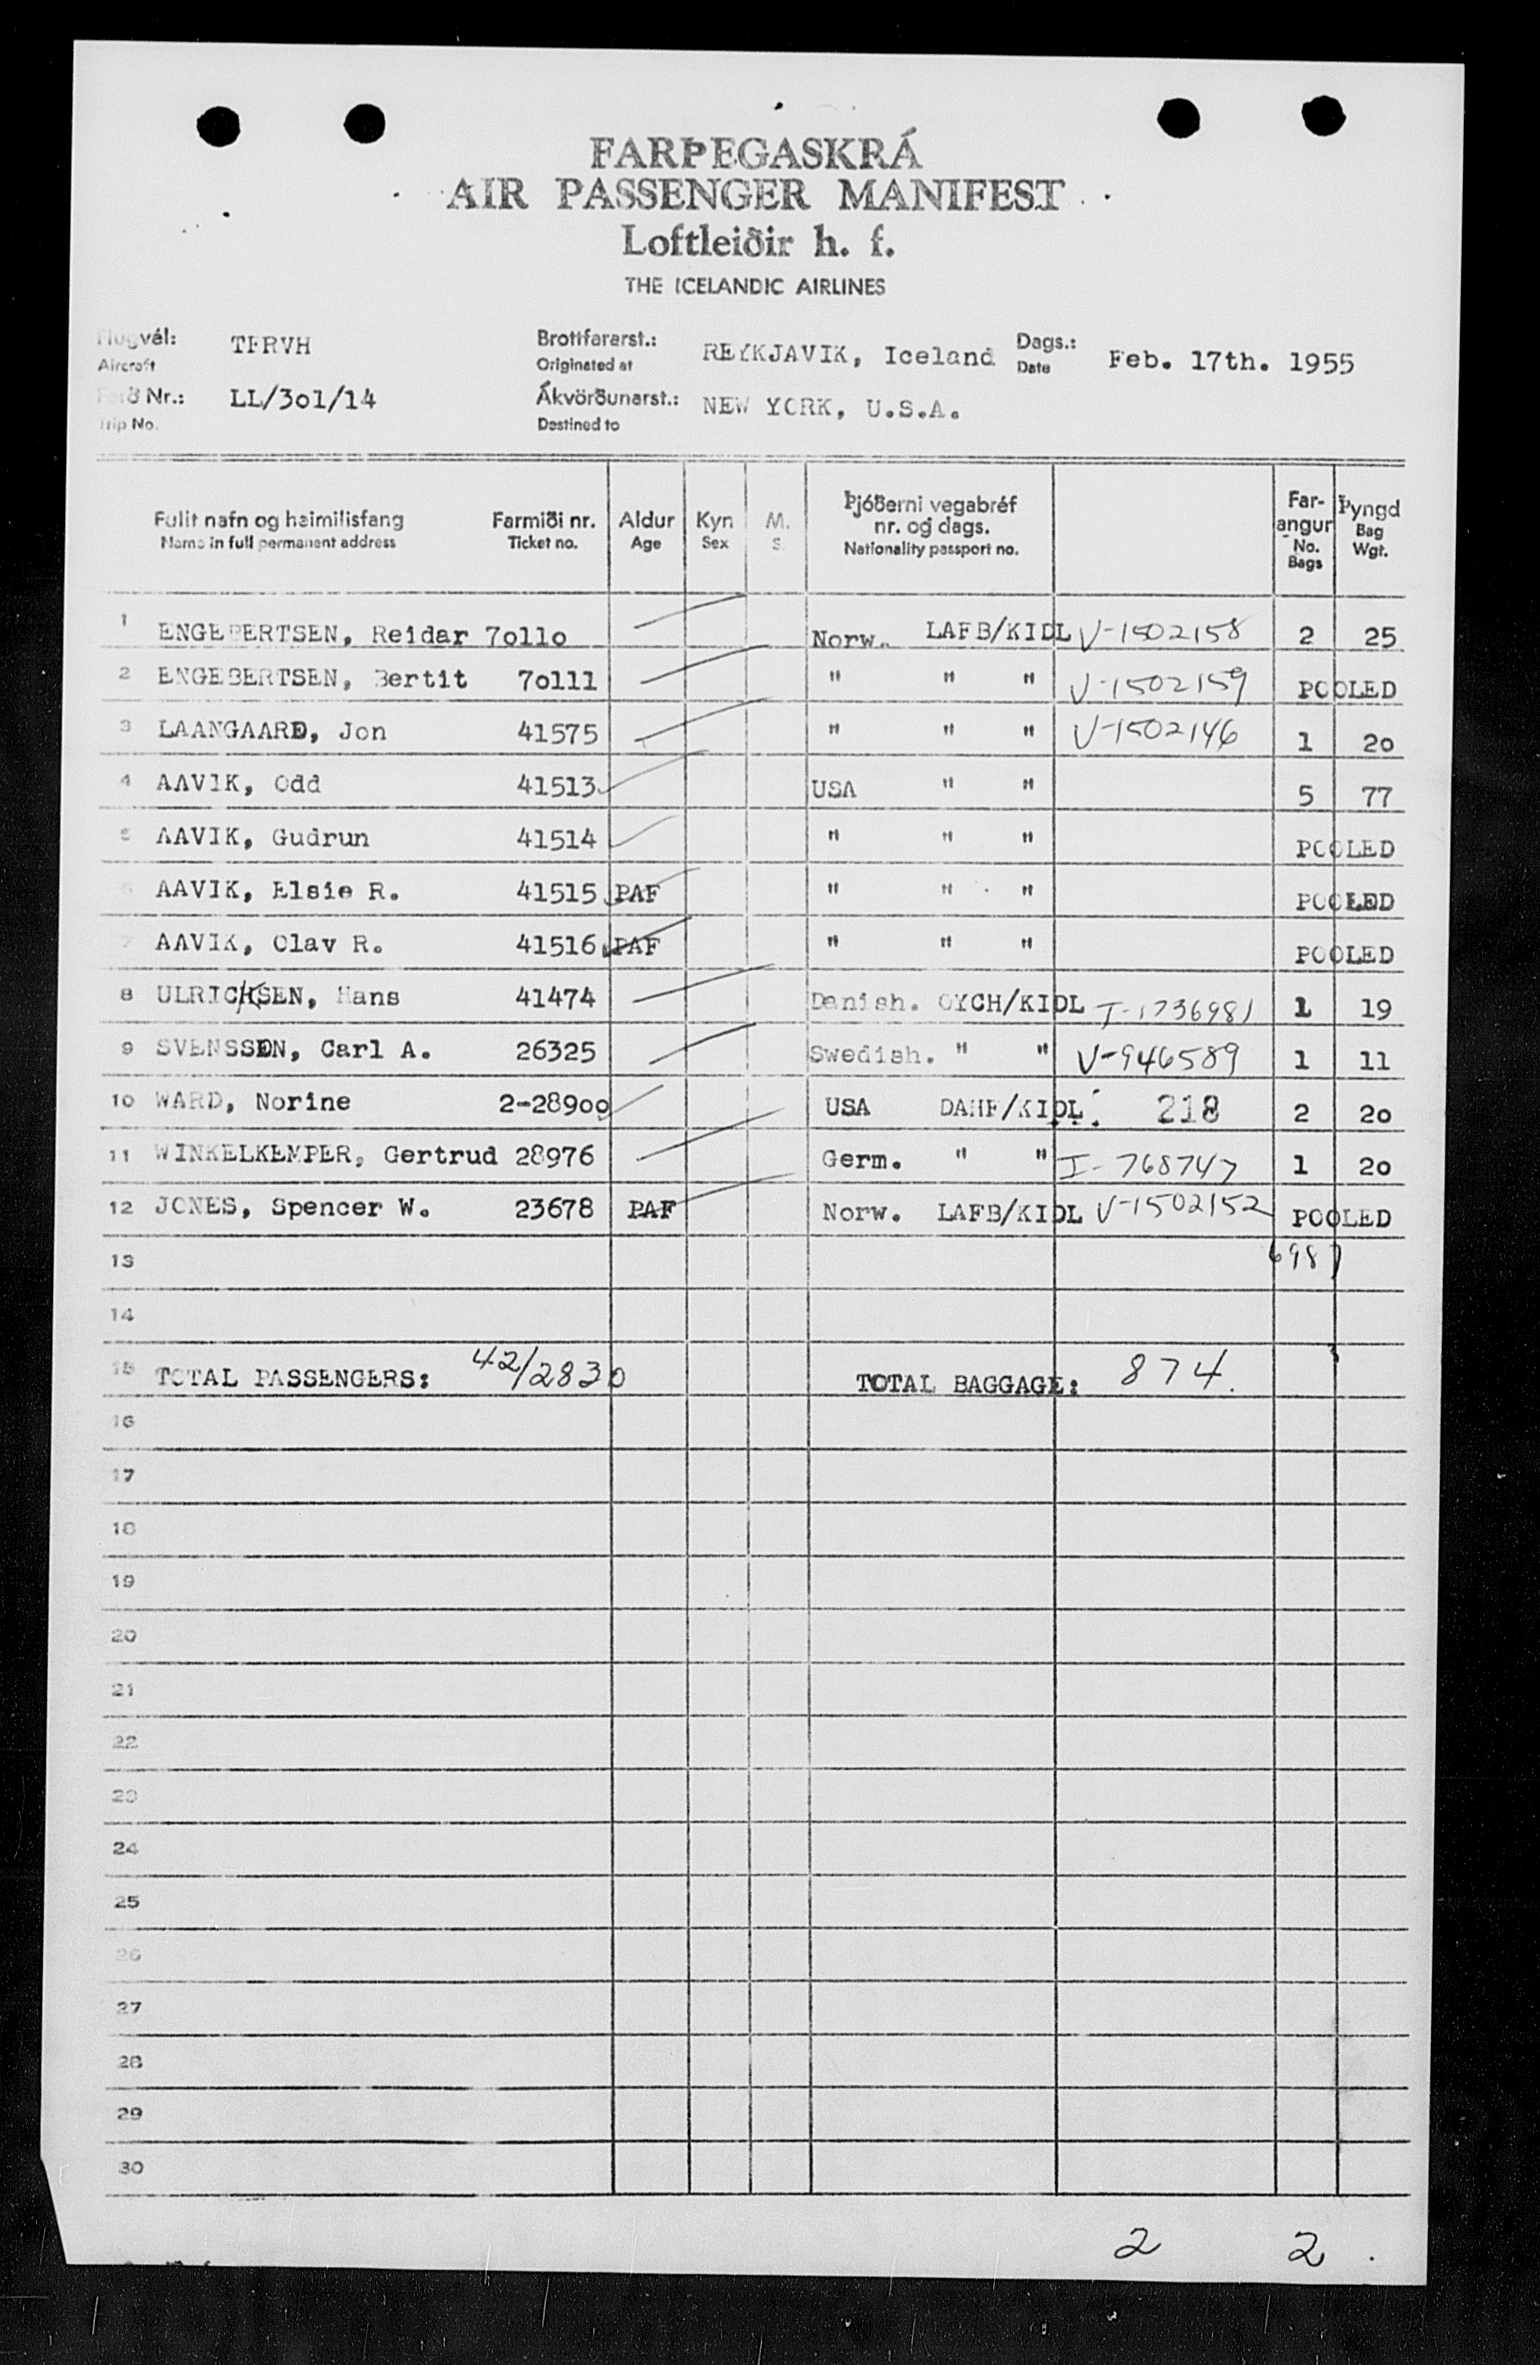 FARÞEGASKRÁ
AIR PASSENGER MANIFEST
Loftleiðir h. f.
THE ICELANDIC AIRLINES
Flugvél: TFRVH Brottfararst.: REYKJAVIK, Iceland Dags.: Feb. 17th. 1955
Aircraft Originated at Date
Ferð Nr.: LL/3o1/14 Ákvörðunarst.: NEW YORK, U.S.A.
Trip No. Destined to
Fullt nafn og heimilisfang Farmiði nr. Aldur Kyn M. Þjóðerni vegabréf nr. og dags. Farangur Þyngd
Name in full permanent address Ticket no. Age Sex S. Nationality passport no. No. Bags Bag Wgt.
1 ENGEBERTSEN, Reidar 7o11o Norw. LAFB/KIDL V-1502158 2 25
2 ENGEBERTSEN, Bertit 7o111 " " " V-1502159 POOLED
3 LAANGAARD, Jon 41575 " " " V-1502146 1 2o
4 AAVIK, Odd 41513 USA " " 5 77
5 AAVIK, Gudrun 41514 " " " POOLED
6 AAVIK, Elsie R. 41515 PAF " " " POOLED
7 AAVIK, Olav R. 41516 PAF " " " POOLED
8 ULRICHSEN, Hans 41474 Danish. OYCH/KIDL I-1736981 1 19
9 SVENSSON, Carl A. 26325 Swedish. " " V-946589 1 11
10 WARD, Norine 2-289oo USA DAHF/KIDL 218 2 2o
11 WINKELKEMPER, Gertrud 28976 Germ. " " I-768747 1 2o
12 JONES, Spencer W. 23678 PAF Norw. LAFB/KIDL V-1502152 POOLED
13 6987
14
15 TOTAL PASSENGERS: 42/2830 TOTAL BAGGAGE: 874.
16
17
18
19
20
21
22
23
24
25
26
27
28
29
30
2 2